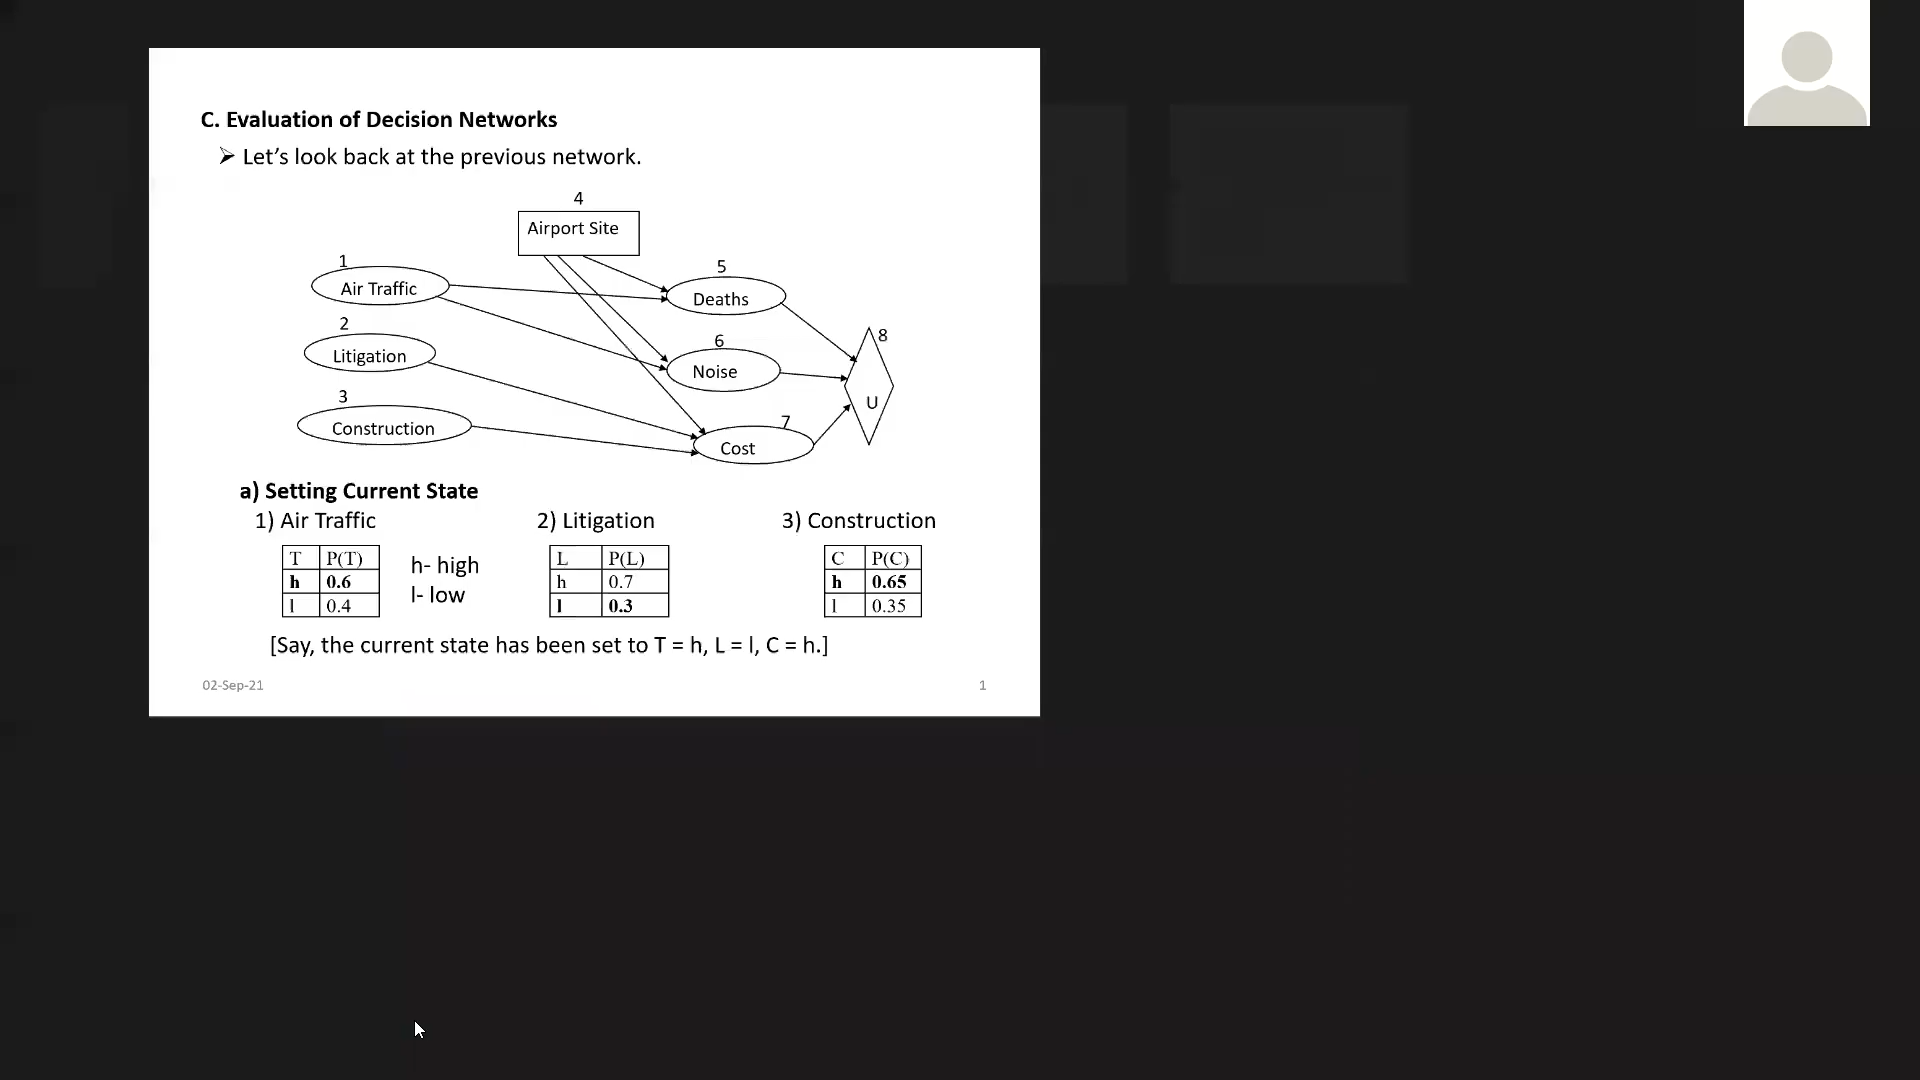 C. Evaluation of Decision Networks
➢ Let's look back at the previous network.
4
Airport Site
1
Air Traffic
5
Deaths
2
Litigation
6
Noise
8
U
3
Construction
7
Cost
a) Setting Current State
1) Air Traffic
2) Litigation
3) Construction
T P(T)
h 0.6
l 0.4
h- high
l- low
L P(L)
h 0.7
l 0.3
C P(C)
h 0.65
l 0.35
[Say, the current state has been set to T = h, L = l, C = h.]
02-Sep-21
1